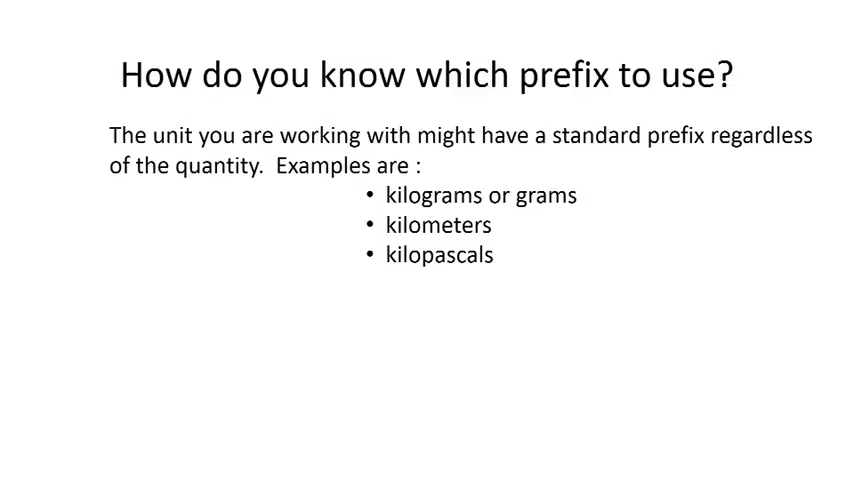 How do you know which prefix to use?
The unit you are working with might have a standard prefix regardless
of the quantity.  Examples are :
• kilograms or grams
• kilometers
• kilopascals